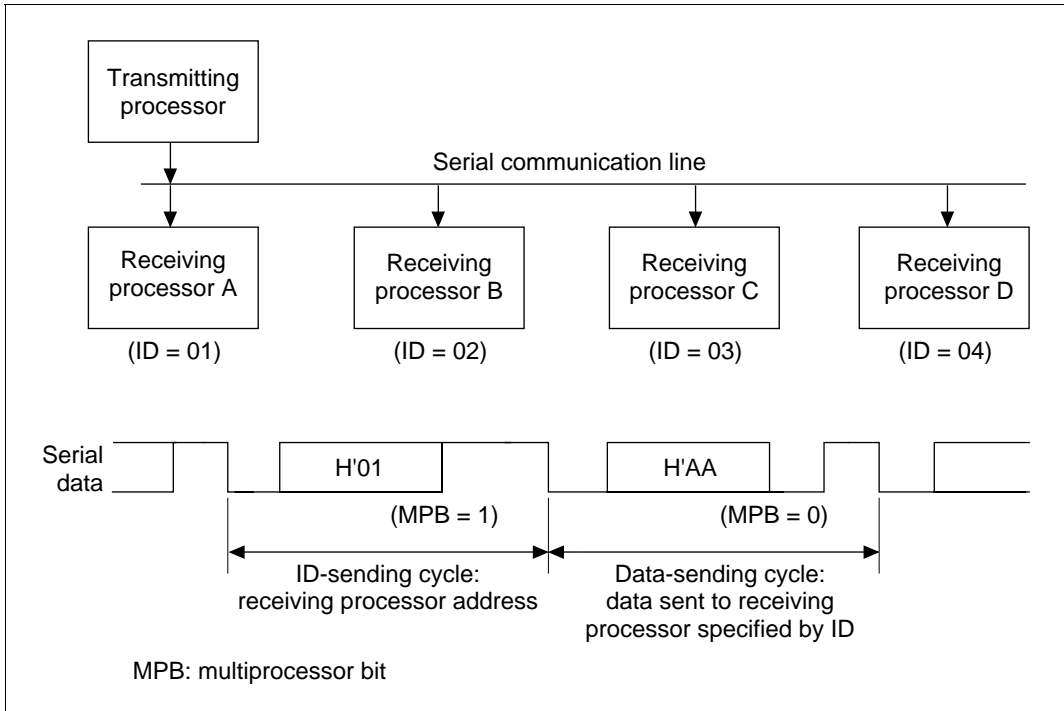 Transmitting
processor
Serial communication line
Receiving
processor A
Receiving
processor B
Receiving
processor C
Receiving
processor D
(ID = 01)
(ID = 02)
(ID = 03)
(ID = 04)
Serial
data
H'01
H'AA
(MPB = 1)
(MPB = 0)
ID-sending cycle:
receiving processor address
Data-sending cycle:
data sent to receiving
processor specified by ID
MPB: multiprocessor bit